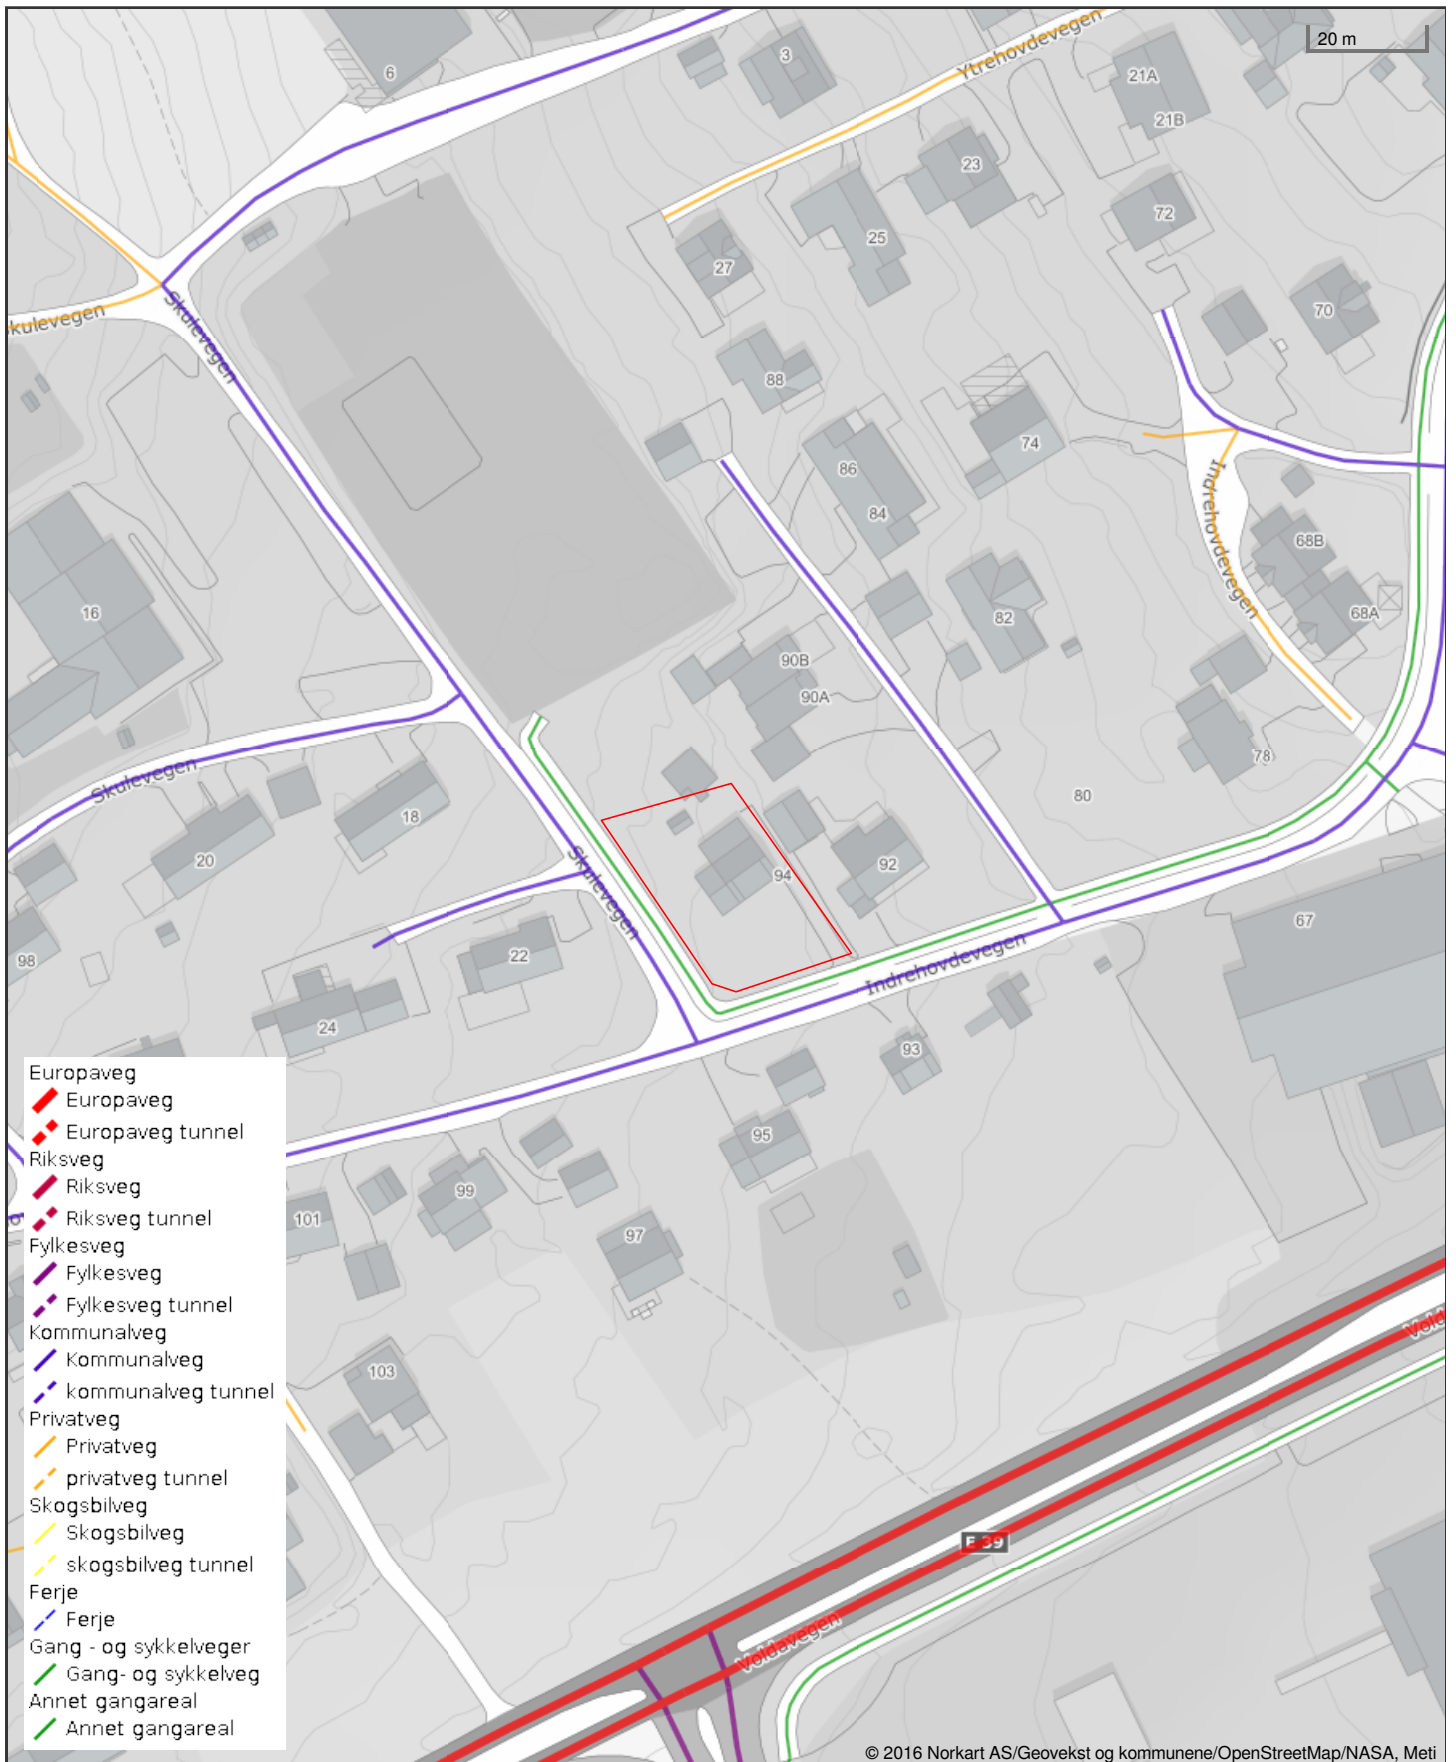 20 m
Ytrehovdevegen
3
6
21A
21B
23
72
25
27
70
Skulevegen
kulevegen
88
74
86
84
Indrehovdevegen
68B
68A
16
82
90B
90A
78
80
Skulevegen
18
20
Skulevegen
94
92
67
98
22
Indrehovdevegen
24
93
95
99
101
97
103
E 39
Voldavegen
Europaveg
Europaveg
Europaveg tunnel
Riksveg
Riksveg
Riksveg tunnel
Fylkesveg
Fylkesveg
Fylkesveg tunnel
Kommunalveg
Kommunalveg
kommunalveg tunnel
Privatveg
Privatveg
privatveg tunnel
Skogsbilveg
Skogsbilveg
skogsbilveg tunnel
Ferje
Ferje
Gang - og sykkelveger
Gang- og sykkelveg
Annet gangareal
Annet gangareal
© 2016 Norkart AS/Geovekst og kommunene/OpenStreetMap/NASA, Meti